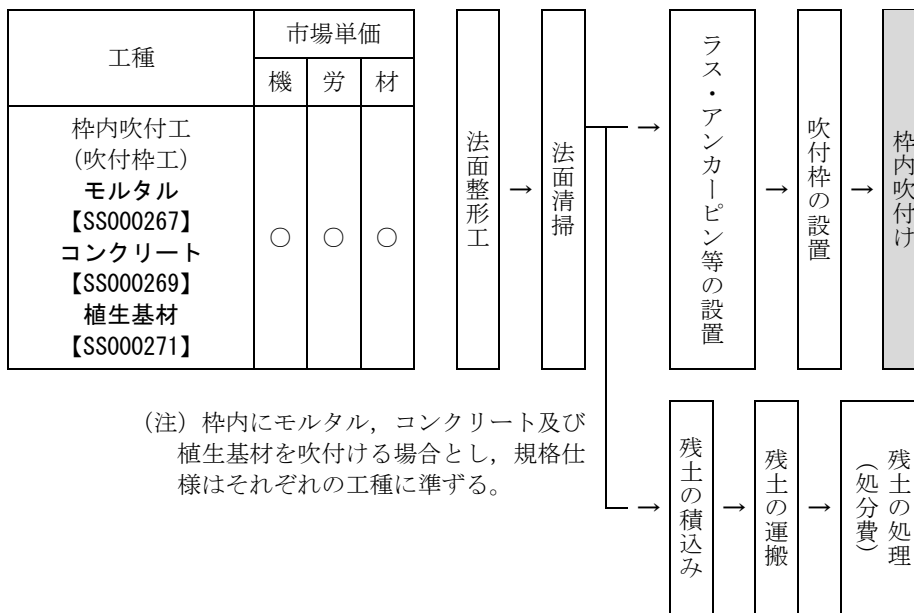 工種
市場単価
機 労 材
枠内吹付工
(吹付枠工)
モルタル
【SS000267】
コンクリート
【SS000269】
植生基材
【SS000271】
○ ○ ○
法面整形工
→
法面清掃
→
ラス・アンカーピン等の設置
→
吹付枠の設置
→
枠内吹付け
(注) 枠内にモルタル，コンクリート及び
植生基材を吹付ける場合とし，規格仕
様はそれぞれの工種に準ずる。
→
残土の積込み
→
残土の運搬
→
残土の処理
(処分費)